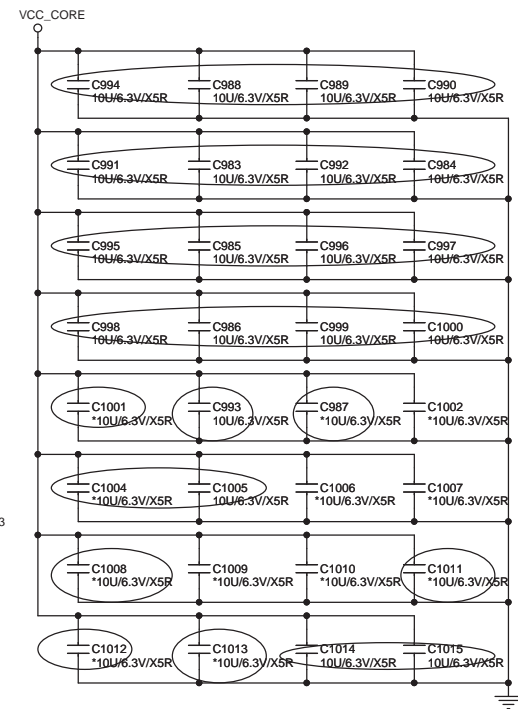 VCC_CORE
C994 C988 C989 C990
10U/6.3V/X5R 10U/6.3V/X5R 10U/6.3V/X5R 10U/6.3V/X5R
C991 C983 C992 C984
10U/6.3V/X5R 10U/6.3V/X5R 10U/6.3V/X5R 10U/6.3V/X5R
C995 C985 C996 C997
10U/6.3V/X5R 10U/6.3V/X5R 10U/6.3V/X5R 10U/6.3V/X5R
C998 C986 C999 C1000
10U/6.3V/X5R 10U/6.3V/X5R 10U/6.3V/X5R 10U/6.3V/X5R
C1001 C993 C987 C1002
*10U/6.3V/X5R 10U/6.3V/X5R *10U/6.3V/X5R *10U/6.3V/X5R
C1004 C1005 C1006 C1007
*10U/6.3V/X5R 10U/6.3V/X5R *10U/6.3V/X5R *10U/6.3V/X5R
3
C1008 C1009 C1010 C1011
*10U/6.3V/X5R *10U/6.3V/X5R *10U/6.3V/X5R *10U/6.3V/X5R
C1012 C1013 C1014 C1015
*10U/6.3V/X5R *10U/6.3V/X5R 10U/6.3V/X5R 10U/6.3V/X5R